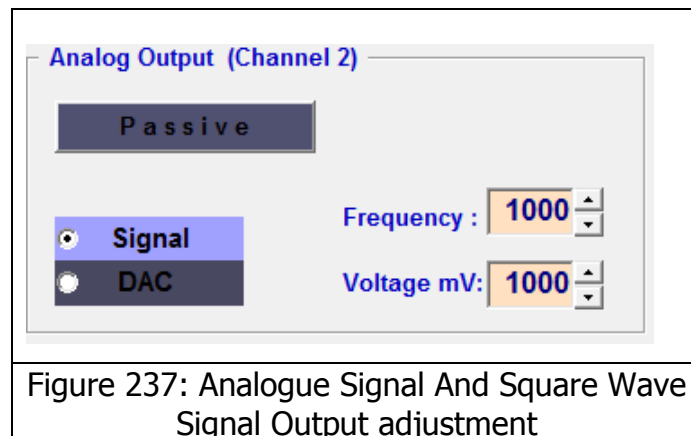 Analog Output (Channel 2)
Passive
Signal
DAC
Frequency : 1000
Voltage mV: 1000
Figure 237: Analogue Signal And Square Wave
Signal Output adjustment